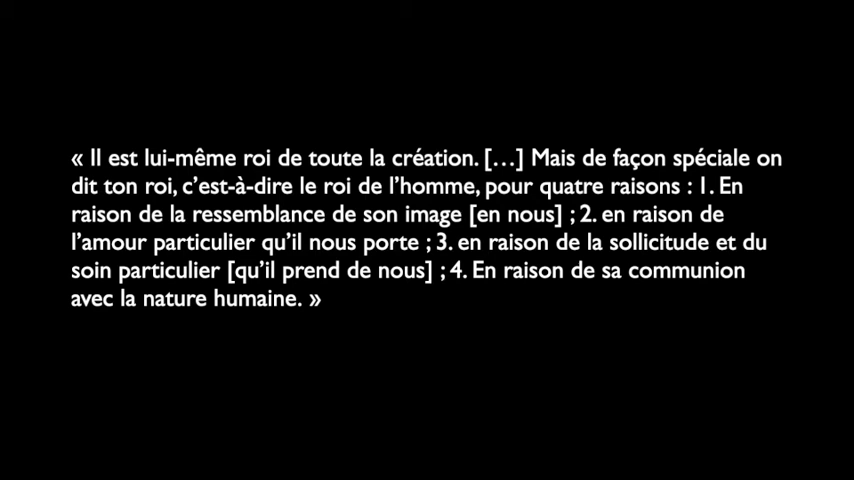 « Il est lui-même roi de toute la création. […] Mais de façon spéciale on
dit ton roi, c’est-à-dire le roi de l’homme, pour quatre raisons : 1. En
raison de la ressemblance de son image [en nous] ; 2. en raison de
l’amour particulier qu’il nous porte ; 3. en raison de la sollicitude et du
soin particulier [qu’il prend de nous] ; 4. En raison de sa communion
avec la nature humaine. »